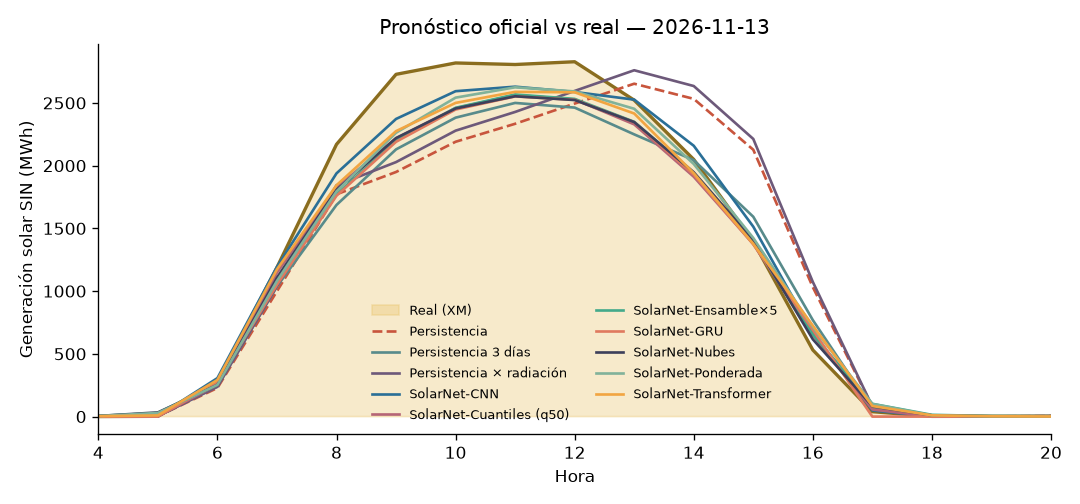 Pronóstico oficial vs real — 2026-11-13
Generación solar SIN (MWh)
2500
2000
1500
1000
500
0
Real (XM)
Persistencia
Persistencia 3 días
Persistencia × radiación
SolarNet-CNN
SolarNet-Cuantiles (q50)
SolarNet-Ensamble×5
SolarNet-GRU
SolarNet-Nubes
SolarNet-Ponderada
SolarNet-Transformer
4 6 8 10 12 14 16 18 20
Hora